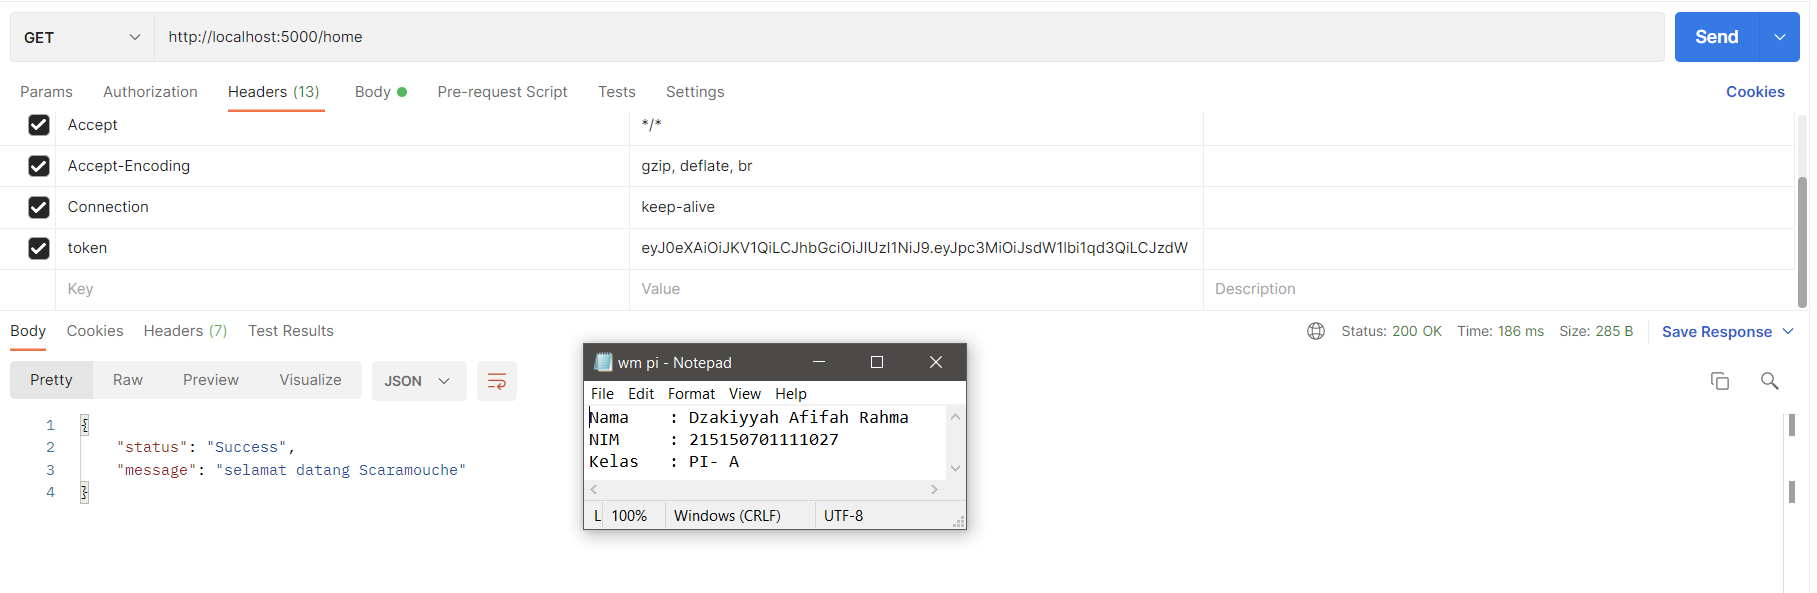 GET http://localhost:5000/home Send
Params Authorization Headers (13) Body Pre-request Script Tests Settings Cookies
Accept */*
Accept-Encoding gzip, deflate, br
Connection keep-alive
token eyJ0eXAiOiJKV1QiLCJhbGciOiJIUzI1NiJ9.eyJpc3MiOiJsdW1lbi1qd3QiLCJzdW
Key Value Description
Body Cookies Headers (7) Test Results Status: 200 OK Time: 186 ms Size: 285 B Save Response
Pretty Raw Preview Visualize JSON
1 {
2 "status": "Success",
3 "message": "selamat datang Scaramouche"
4 }
wm pi - Notepad
File Edit Format View Help
Nama : Dzakiyyah Afifah Rahma
NIM : 215150701111027
Kelas : PI- A
L 100% Windows (CRLF) UTF-8